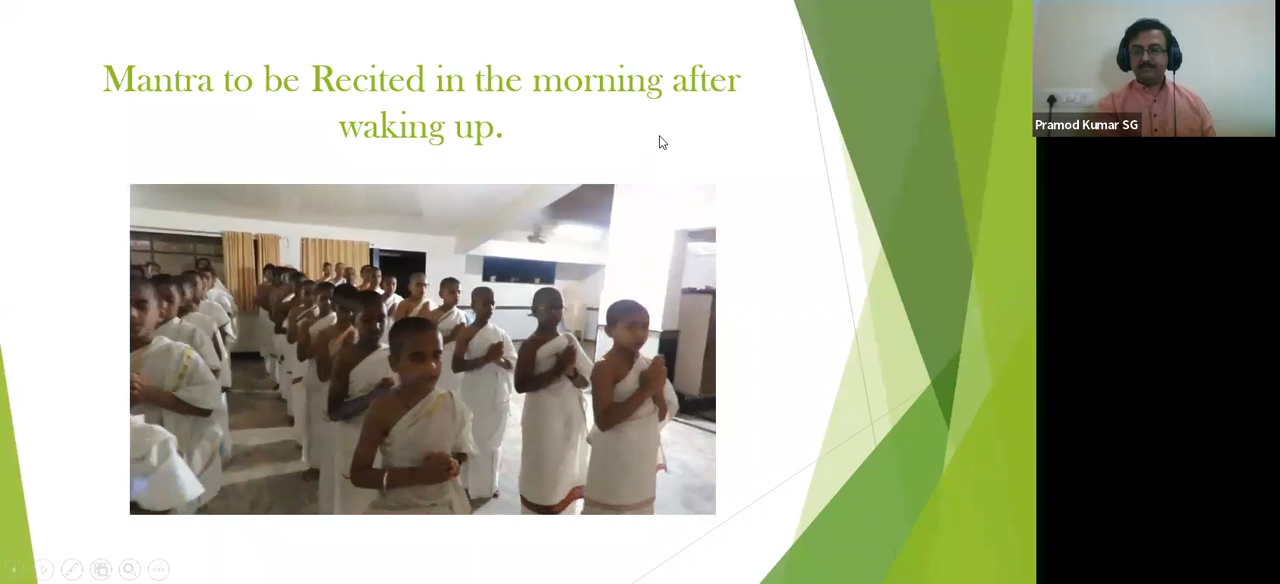 Mantra to be Recited in the morning after
waking up.
Pramod Kumar SG